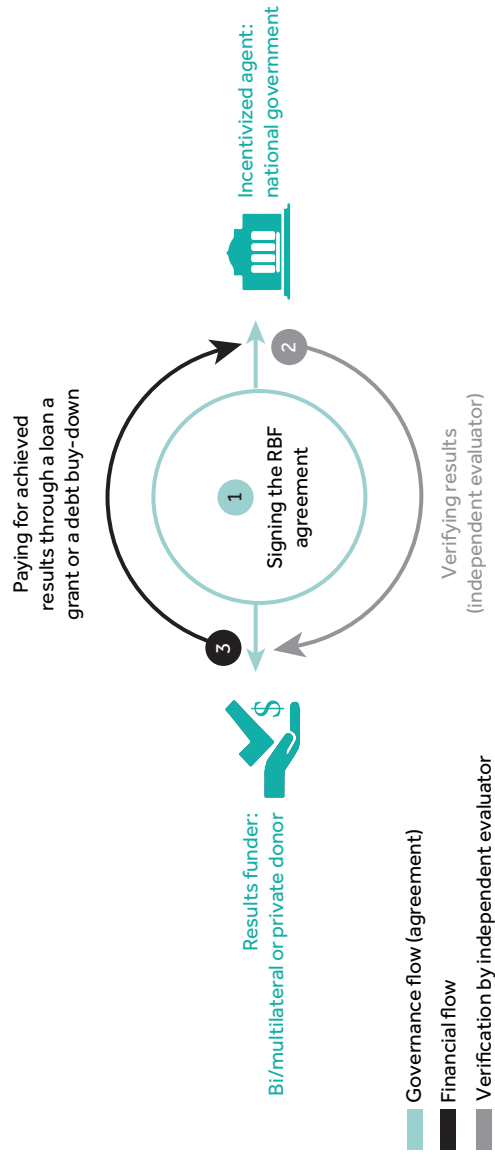 Paying for achieved
results through a loan a
grant or a debt buy-down
3
$
Results funder:
Bi/multilateral or private donor
1
Signing the RBF
agreement
Incentivized agent:
national government
2
Verifying results
(independent evaluator)
Governance flow (agreement)
Financial flow
Verification by independent evaluator